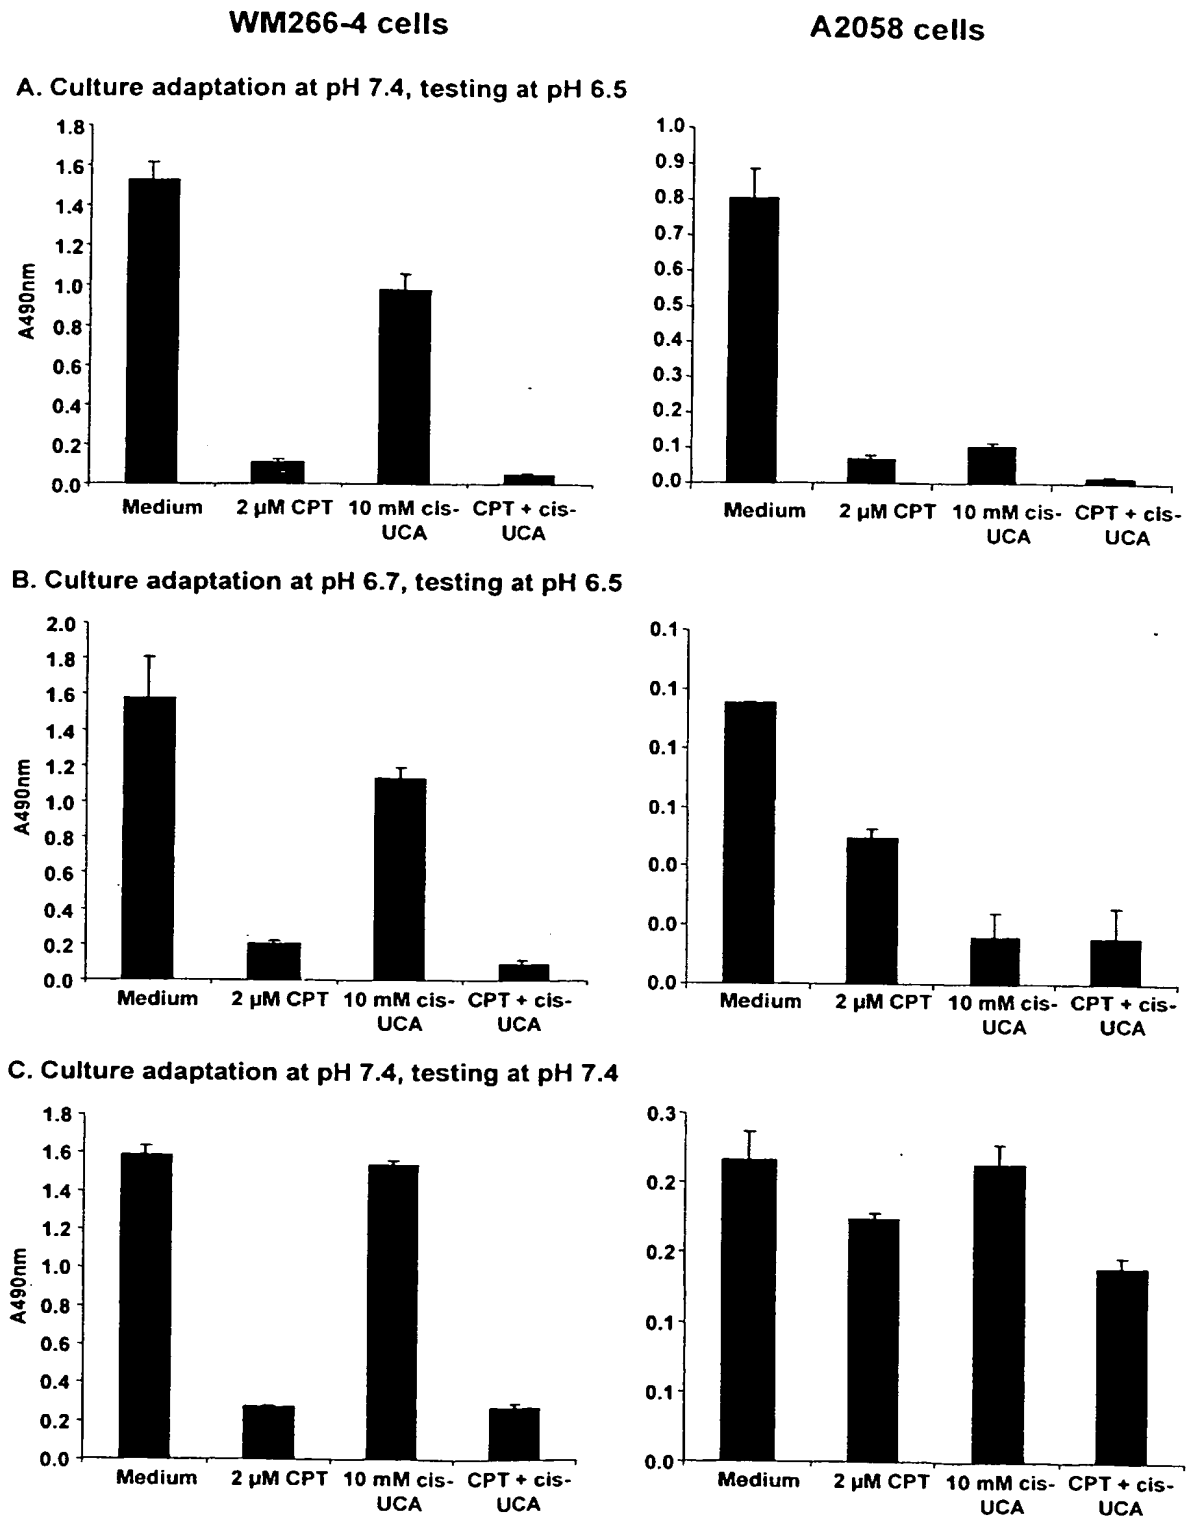 WM266-4 cells
A2058 cells
A. Culture adaptation at pH 7.4, testing at pH 6.5
1.8
1.6
1.4
1.2
1.0
0.8
0.6
0.4
0.2
0.0
A490nm
Medium
2 µM CPT
10 mM cis-
UCA
CPT + cis-
UCA
1.0
0.9
0.8
0.7
0.6
0.5
0.4
0.3
0.2
0.1
0.0
Medium
2 µM CPT
10 mM cis-
UCA
CPT + cis-
UCA
B. Culture adaptation at pH 6.7, testing at pH 6.5
2.0
1.8
1.6
1.4
1.2
1.0
0.8
0.6
0.4
0.2
0.0
A490nm
Medium
2 µM CPT
10 mM cis-
UCA
CPT + cis-
UCA
0.1
0.1
0.1
0.1
0.0
0.0
0.0
Medium
2 µM CPT
10 mM cis-
UCA
CPT + cis-
UCA
C. Culture adaptation at pH 7.4, testing at pH 7.4
1.8
1.6
1.4
1.2
1.0
0.8
0.6
0.4
0.2
0.0
A490nm
Medium
2 µM CPT
10 mM cis-
UCA
CPT + cis-
UCA
0.3
0.2
0.2
0.1
0.1
0.0
Medium
2 µM CPT
10 mM cis-
UCA
CPT + cis-
UCA